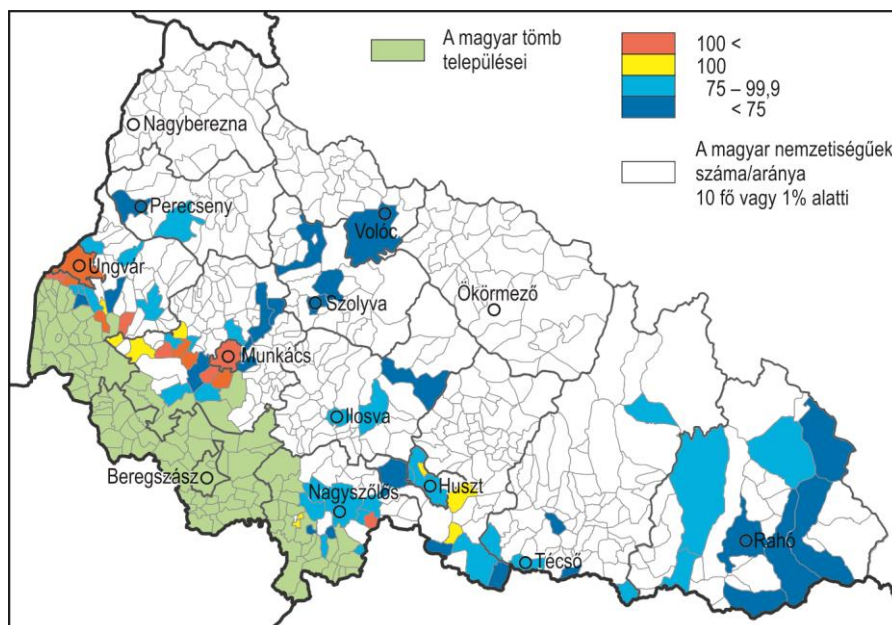 A magyar tömb
települései
100 <
100
75 – 99,9
< 75
A magyar nemzetiségűek
száma/aránya
10 fő vagy 1% alatti
Nagyberezna
Perecseny
Volóc
Ungvár
Szolyva
Ökörmező
Munkács
Ilosva
Beregszász
Nagyszőlős
Huszt
Técső
Rahó